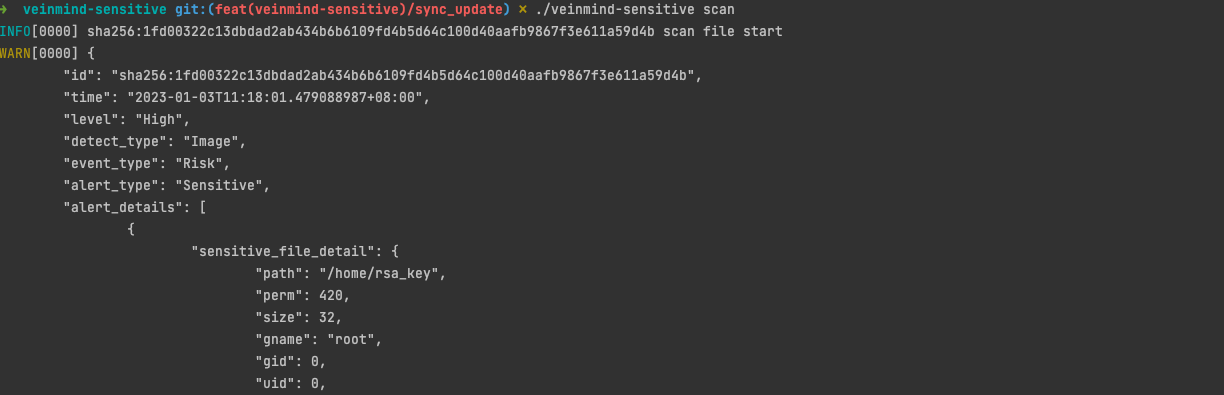 → veinmind-sensitive git:(feat(veinmind-sensitive)/sync_update) × ./veinmind-sensitive scan
INFO[0000] sha256:1fd00322c13dbdad2ab434b6b6109fd4b5d64c100d40aafb9867f3e611a59d4b scan file start
WARN[0000] {
"id": "sha256:1fd00322c13dbdad2ab434b6b6109fd4b5d64c100d40aafb9867f3e611a59d4b",
"time": "2023-01-03T11:18:01.479088987+08:00",
"level": "High",
"detect_type": "Image",
"event_type": "Risk",
"alert_type": "Sensitive",
"alert_details": [
{
"sensitive_file_detail": {
"path": "/home/rsa_key",
"perm": 420,
"size": 32,
"gname": "root",
"gid": 0,
"uid": 0,